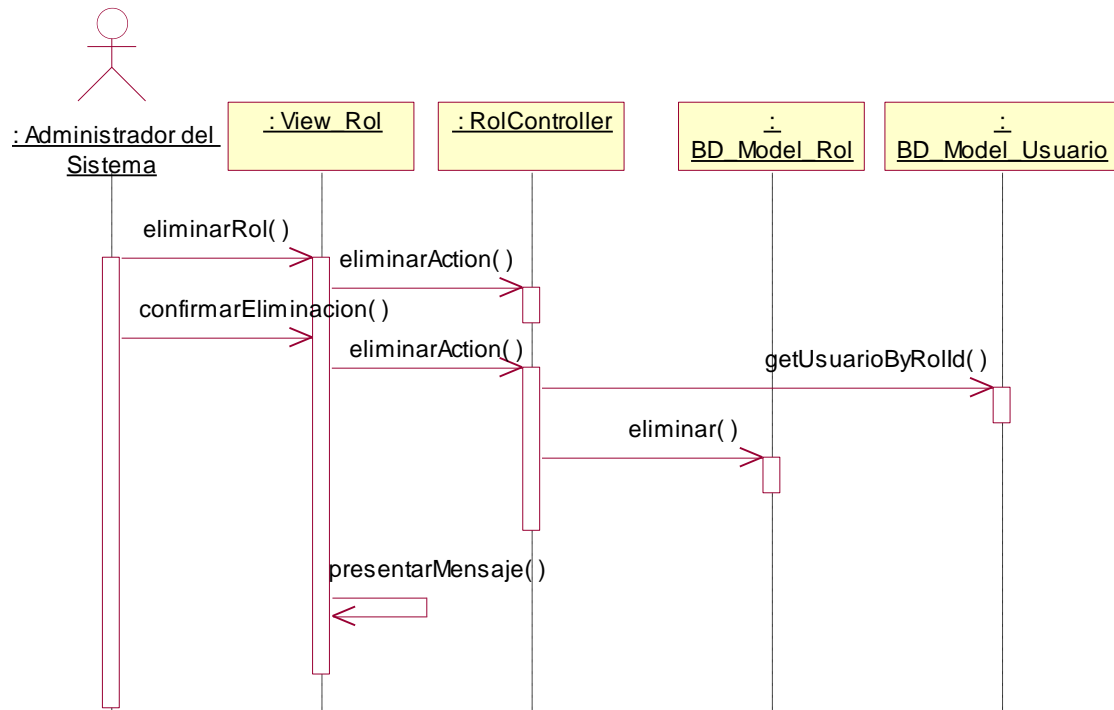 : Administrador del
Sistema
: View_Rol
: RolController
:
BD_Model_Rol
:
BD_Model_Usuario
eliminarRol( )
eliminarAction( )
confirmarEliminacion( )
eliminarAction( )
getUsuarioByRolId( )
eliminar( )
presentarMensaje( )